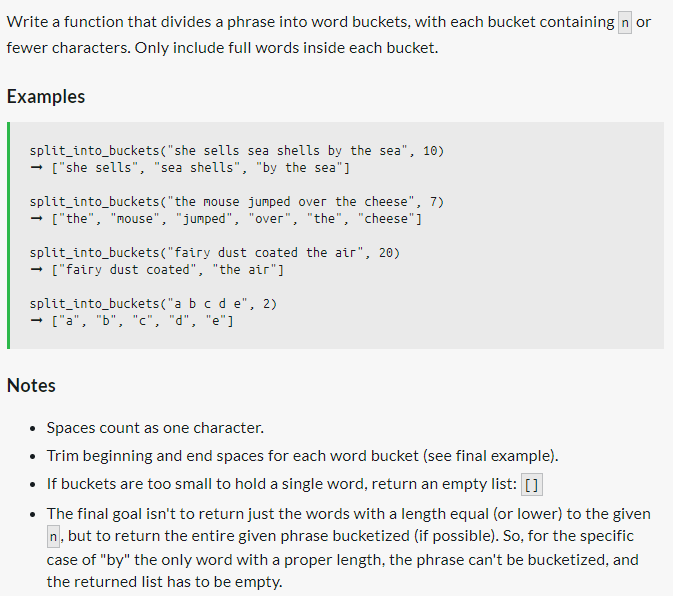 Write a function that divides a phrase into word buckets, with each bucket containing n or
fewer characters. Only include full words inside each bucket.
Examples
split_into_buckets("she sells sea shells by the sea", 10)
➞ ["she sells", "sea shells", "by the sea"]
split_into_buckets("the mouse jumped over the cheese", 7)
➞ ["the", "mouse", "jumped", "over", "the", "cheese"]
split_into_buckets("fairy dust coated the air", 20)
➞ ["fairy dust coated", "the air"]
split_into_buckets("a b c d e", 2)
➞ ["a", "b", "c", "d", "e"]
Notes
• Spaces count as one character.
• Trim beginning and end spaces for each word bucket (see final example).
• If buckets are too small to hold a single word, return an empty list: []
• The final goal isn't to return just the words with a length equal (or lower) to the given
n, but to return the entire given phrase bucketized (if possible). So, for the specific
case of "by" the only word with a proper length, the phrase can't be bucketized, and
the returned list has to be empty.